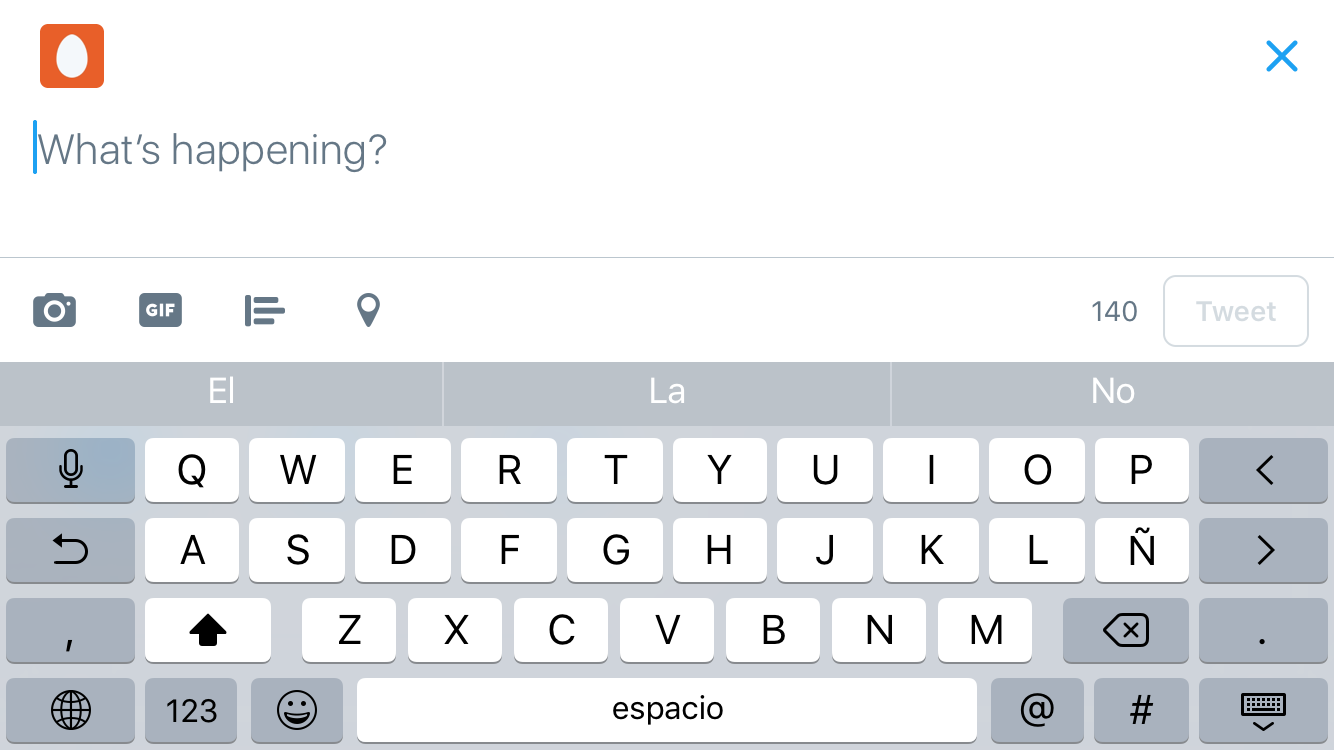 What's happening?
GIF
140 Tweet
El La No
Q W E R T Y U I O P
A S D F G H J K L Ñ
, Z X C V B N M .
123 espacio @ #